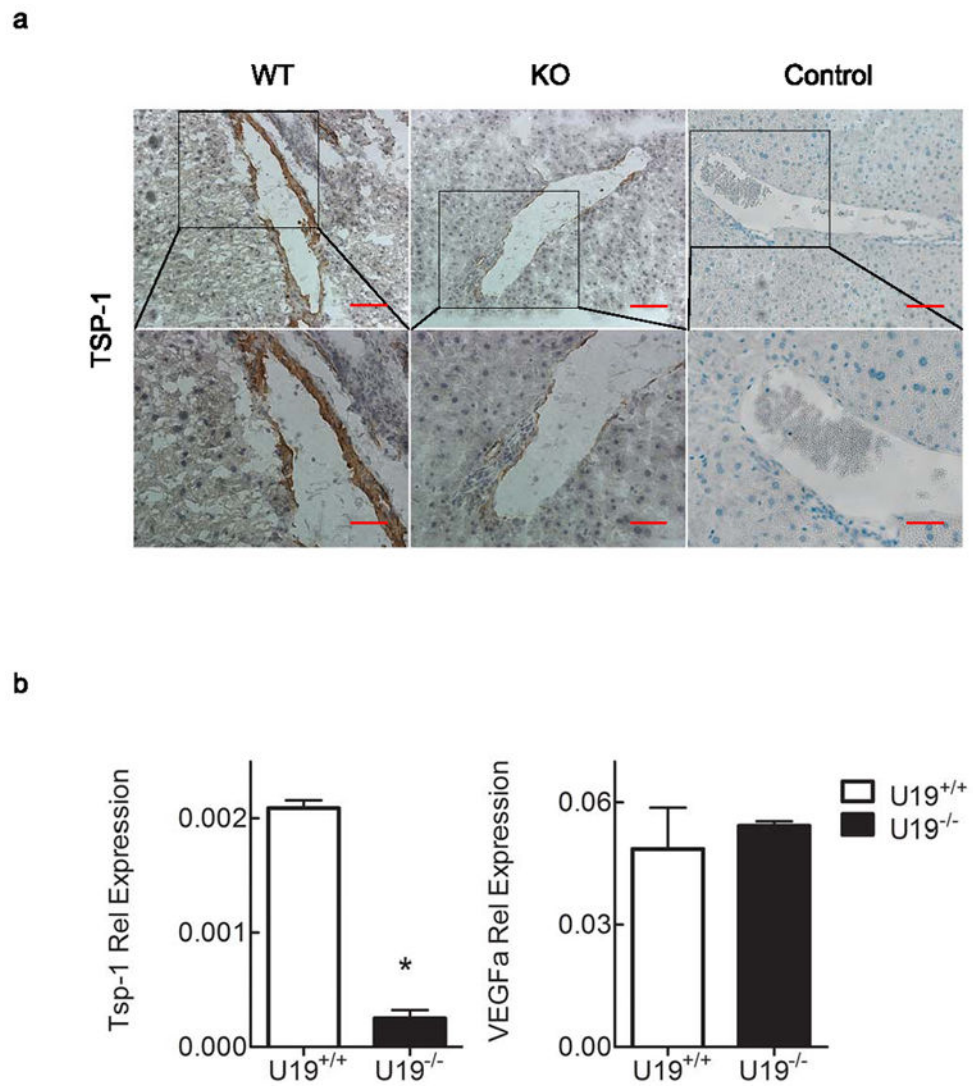 a
WT KO Control
TSP-1
b
Tsp-1 Rel Expression
0.002
0.001
0.000
*
U19+/+ U19-/-
VEGFa Rel Expression
0.06
0.03
0.00
U19+/+ U19-/-
U19+/+
U19-/-